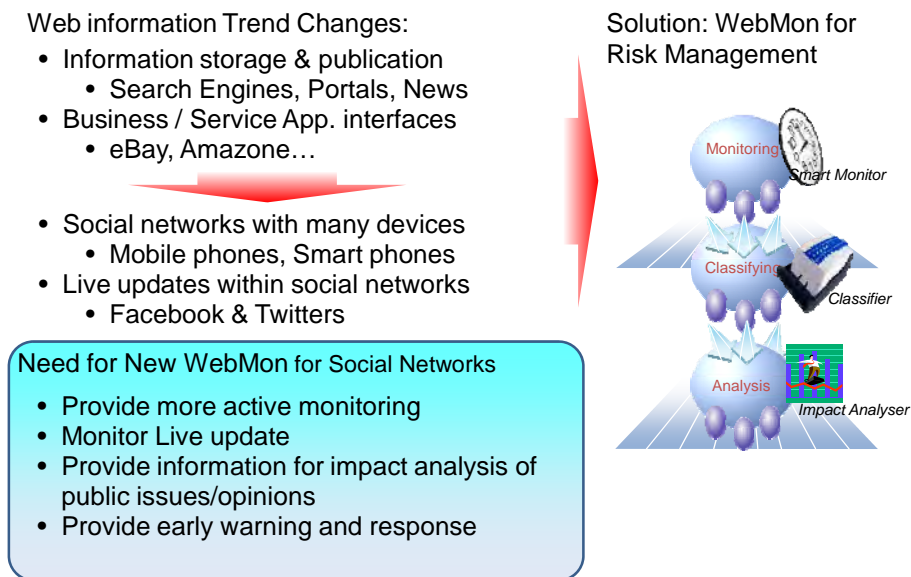 Web information Trend Changes:
• Information storage & publication
• Search Engines, Portals, News
• Business / Service App. interfaces
• eBay, Amazone…
• Social networks with many devices
• Mobile phones, Smart phones
• Live updates within social networks
• Facebook & Twitters
Need for New WebMon for Social Networks
• Provide more active monitoring
• Monitor Live update
• Provide information for impact analysis of
public issues/opinions
• Provide early warning and response
Solution: WebMon for
Risk Management
Monitoring
Smart Monitor
Classifying
Classifier
Analysis
Impact Analyser